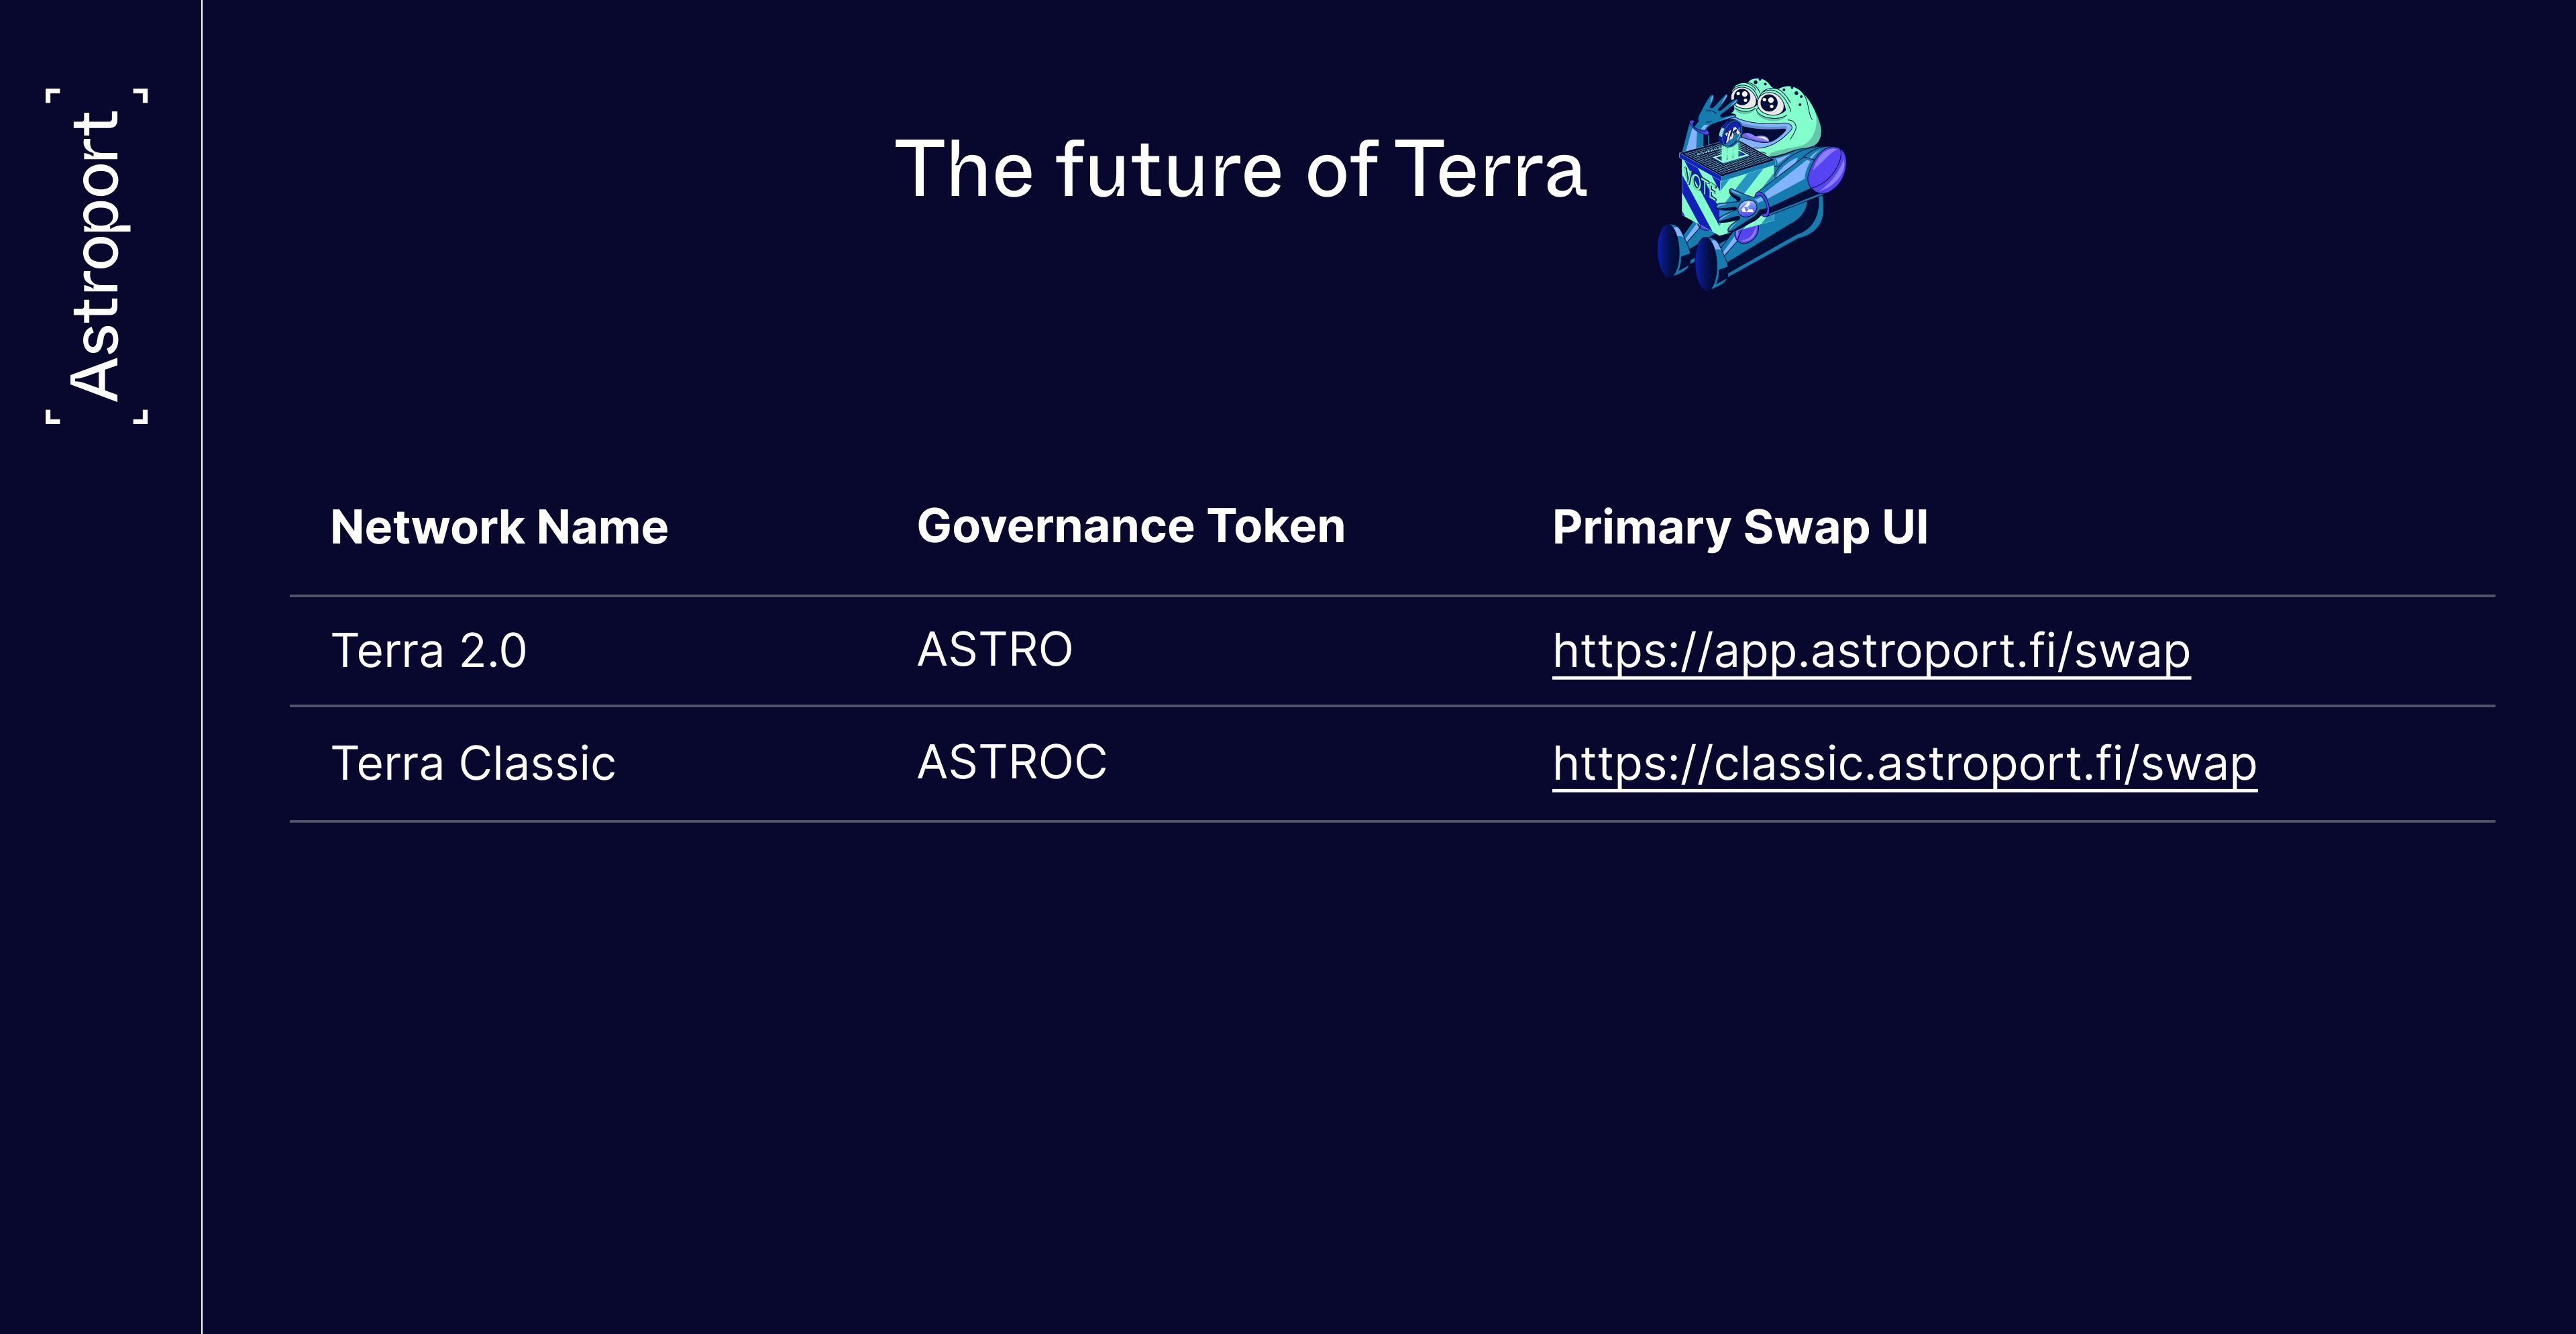 Astroport
The future of Terra
VOTE
Network Name Governance Token Primary Swap UI
Terra 2.0 ASTRO https://app.astroport.fi/swap
Terra Classic ASTROC https://classic.astroport.fi/swap